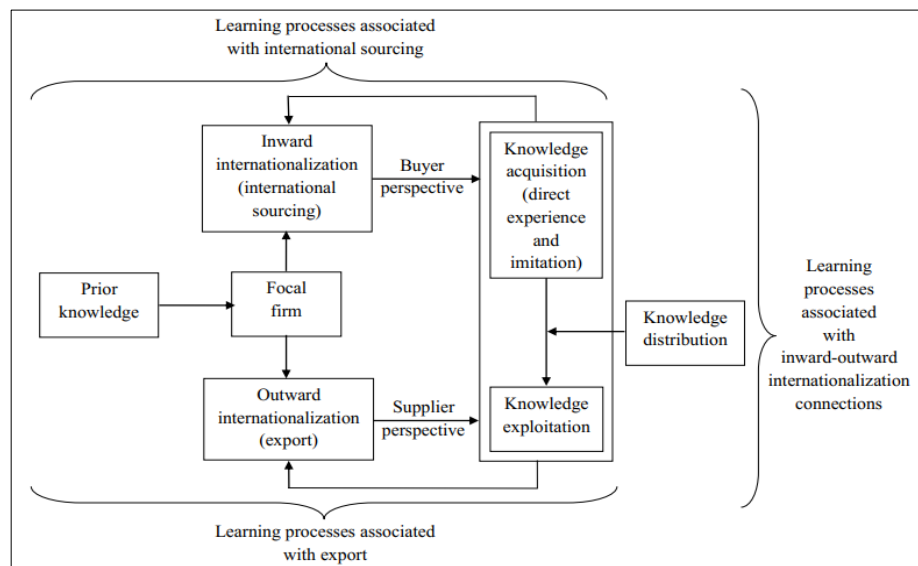 Learning processes associated
with international sourcing
Inward
internationalization
(international
sourcing)
Buyer
perspective
Knowledge
acquisition
(direct
experience
and
imitation)
Prior
knowledge
Focal
firm
Knowledge
distribution
Learning
processes
associated
with
inward-outward
internationalization
connections
Outward
internationalization
(export)
Supplier
perspective
Knowledge
exploitation
Learning processes associated
with export